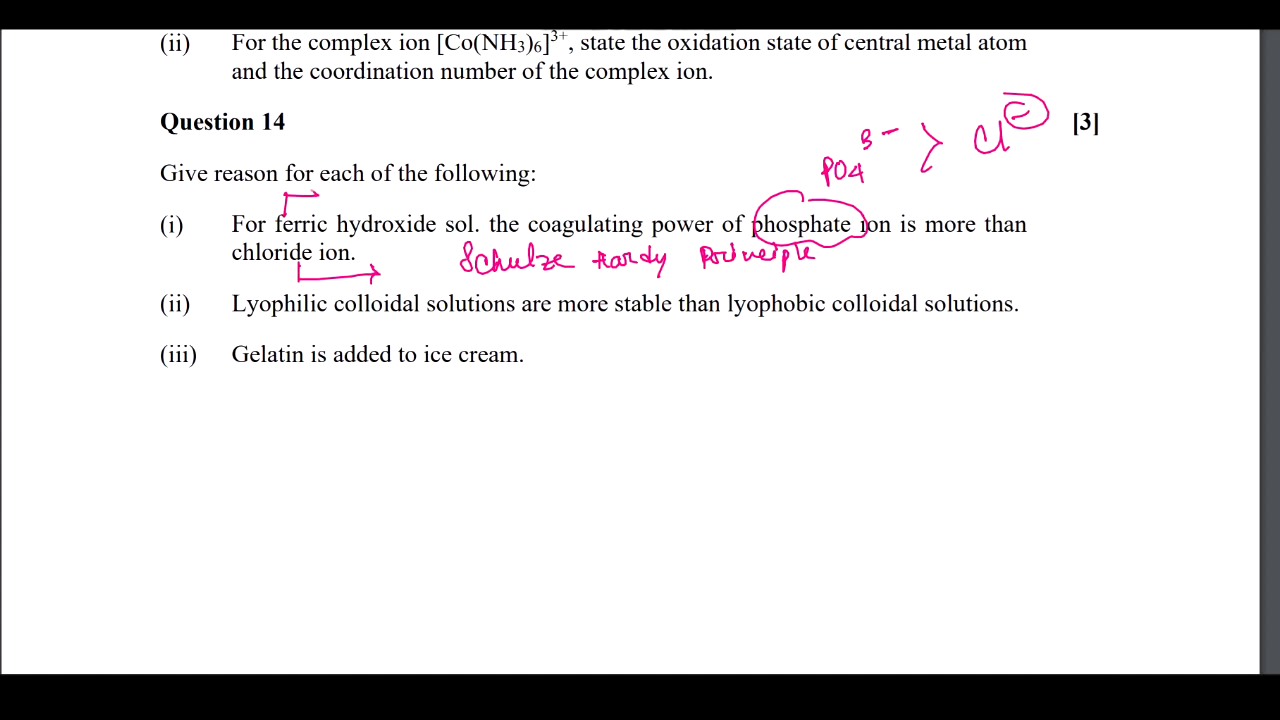 (ii) For the complex ion [Co(NH3)6]3+, state the oxidation state of central metal atom
and the coordination number of the complex ion.
Question 14 [3]
PO4 3- > Cl -
Give reason for each of the following:
(i) For ferric hydroxide sol. the coagulating power of phosphate ion is more than
chloride ion.
Schulze Hardy Principle
(ii) Lyophilic colloidal solutions are more stable than lyophobic colloidal solutions.
(iii) Gelatin is added to ice cream.